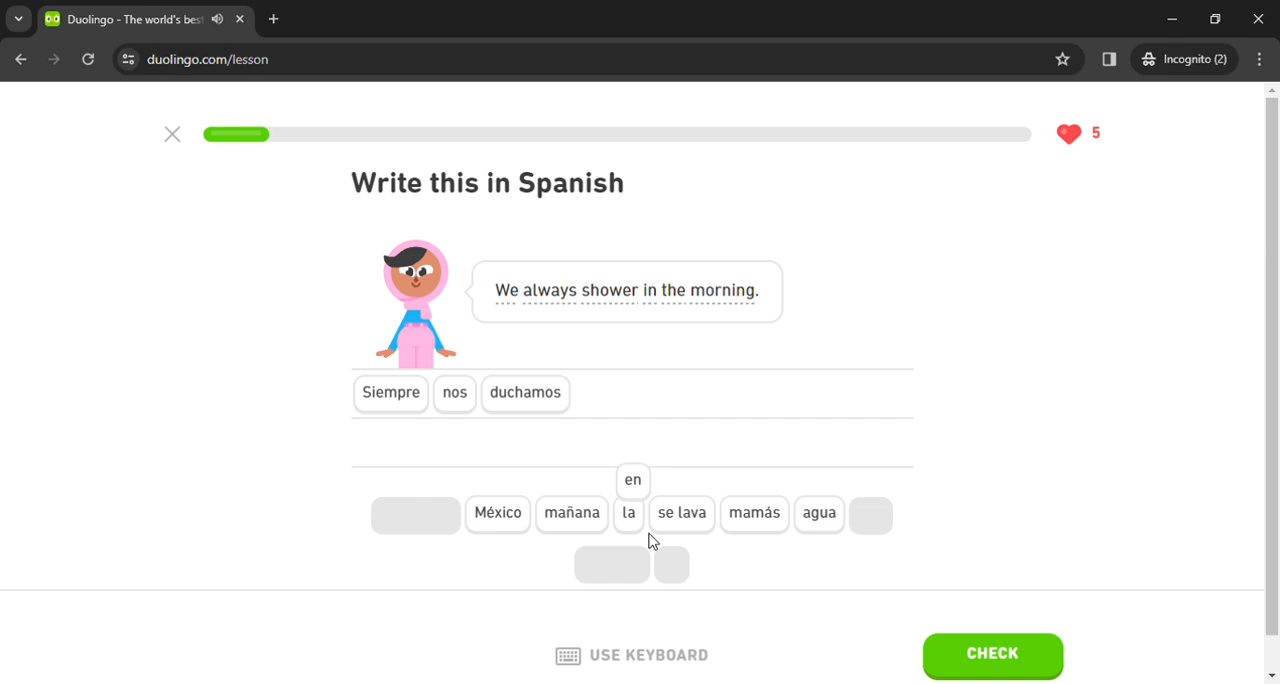 Duolingo - The world's best
duolingo.com/lesson
Incognito (2)
5
Write this in Spanish
We always shower in the morning.
Siempre nos duchamos
en
México mañana la se lava mamás agua
USE KEYBOARD
CHECK